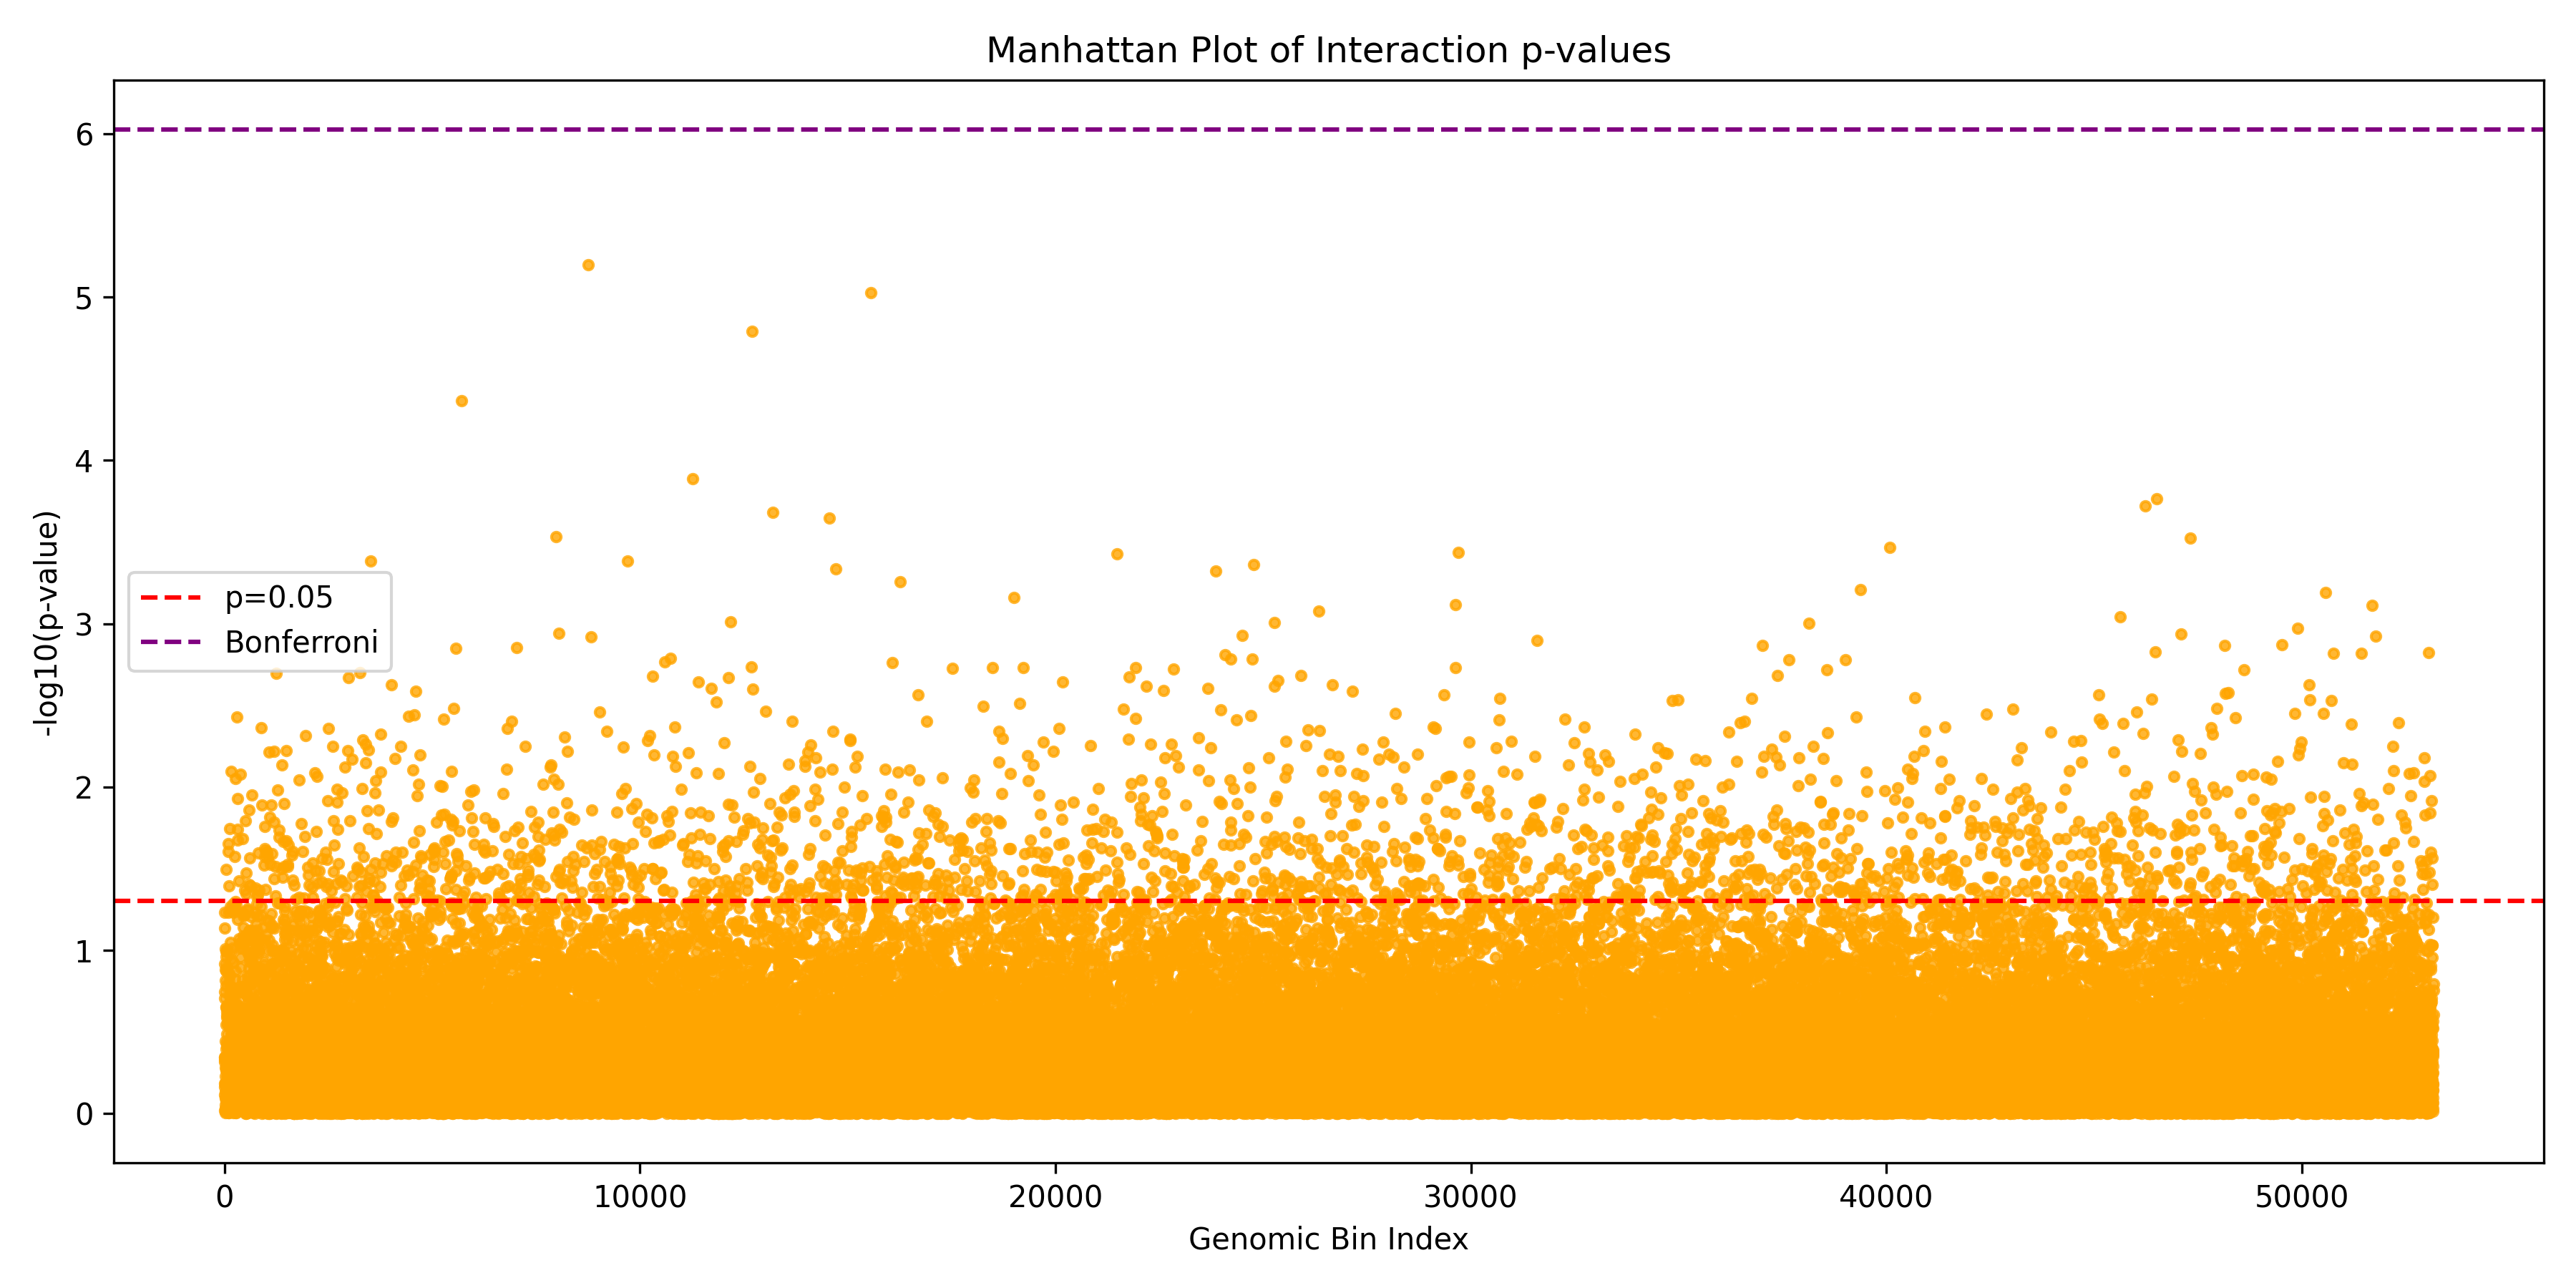 Manhattan Plot of Interaction p-values
6
5
4
3
2
1
0
-log10(p-value)
p=0.05
Bonferroni
0
10000
20000
30000
40000
50000
Genomic Bin Index